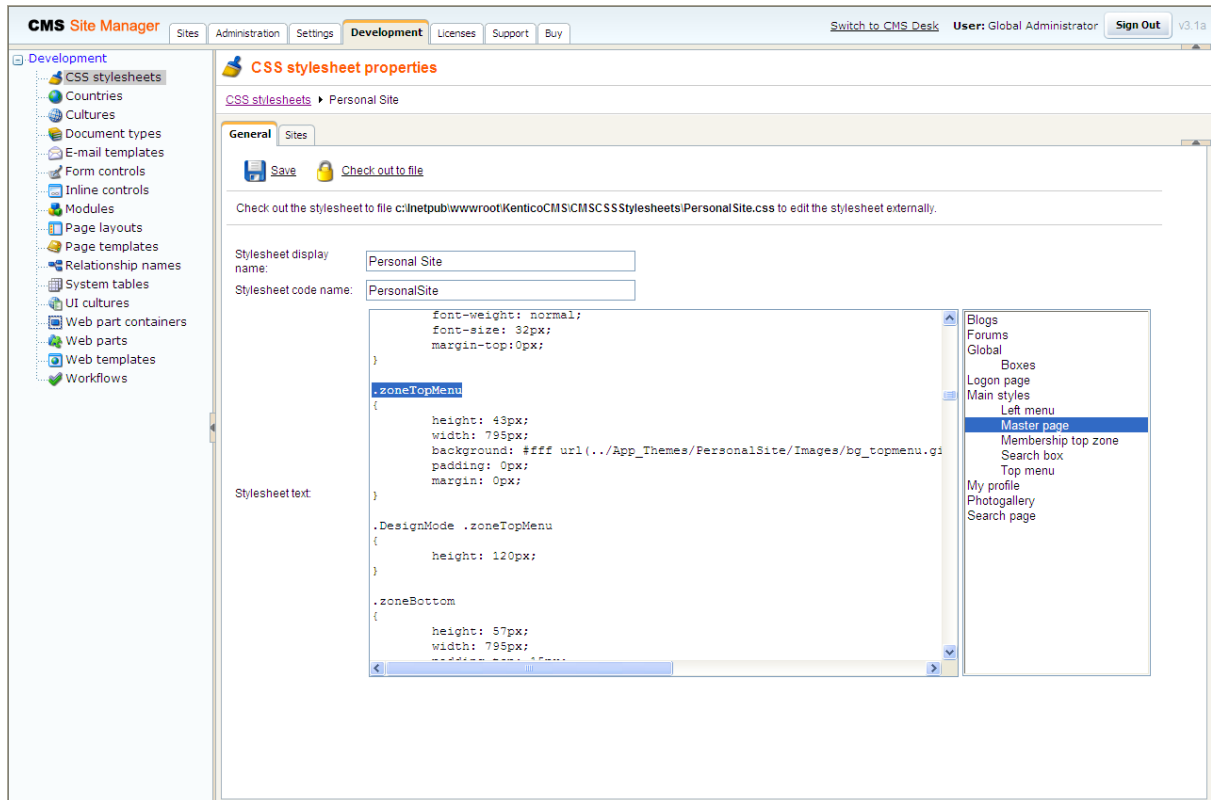 CMS Site Manager
Sites Administration Settings Development Licenses Support Buy
Switch to CMS Desk User: Global Administrator Sign Out v3.1a
Development
CSS stylesheets
Countries
Cultures
Document types
E-mail templates
Form controls
Inline controls
Modules
Page layouts
Page templates
Relationship names
System tables
UI cultures
Web part containers
Web parts
Web templates
Workflows
CSS stylesheet properties
CSS stylesheets Personal Site
General Sites
Save Check out to file
Check out the stylesheet to file c:\Inetpub\wwwroot\KenticoCMS\CMSCSSStylesheets\PersonalSite.css to edit the stylesheet externally.
Stylesheet display
name:
Personal Site
Stylesheet code name: PersonalSite
Stylesheet text:
font-weight: normal;
font-size: 32px;
margin-top:0px;
}
.zoneTopMenu
{
height: 43px;
width: 795px;
background: #fff url(../App_Themes/PersonalSite/Images/bg_topmenu.gi
padding: 0px;
margin: 0px;
}
.DesignMode .zoneTopMenu
{
height: 120px;
}
.zoneBottom
{
height: 57px;
width: 795px;
Blogs
Forums
Global
Boxes
Logon page
Main styles
Left menu
Master page
Membership top zone
Search box
Top menu
My profile
Photogallery
Search page